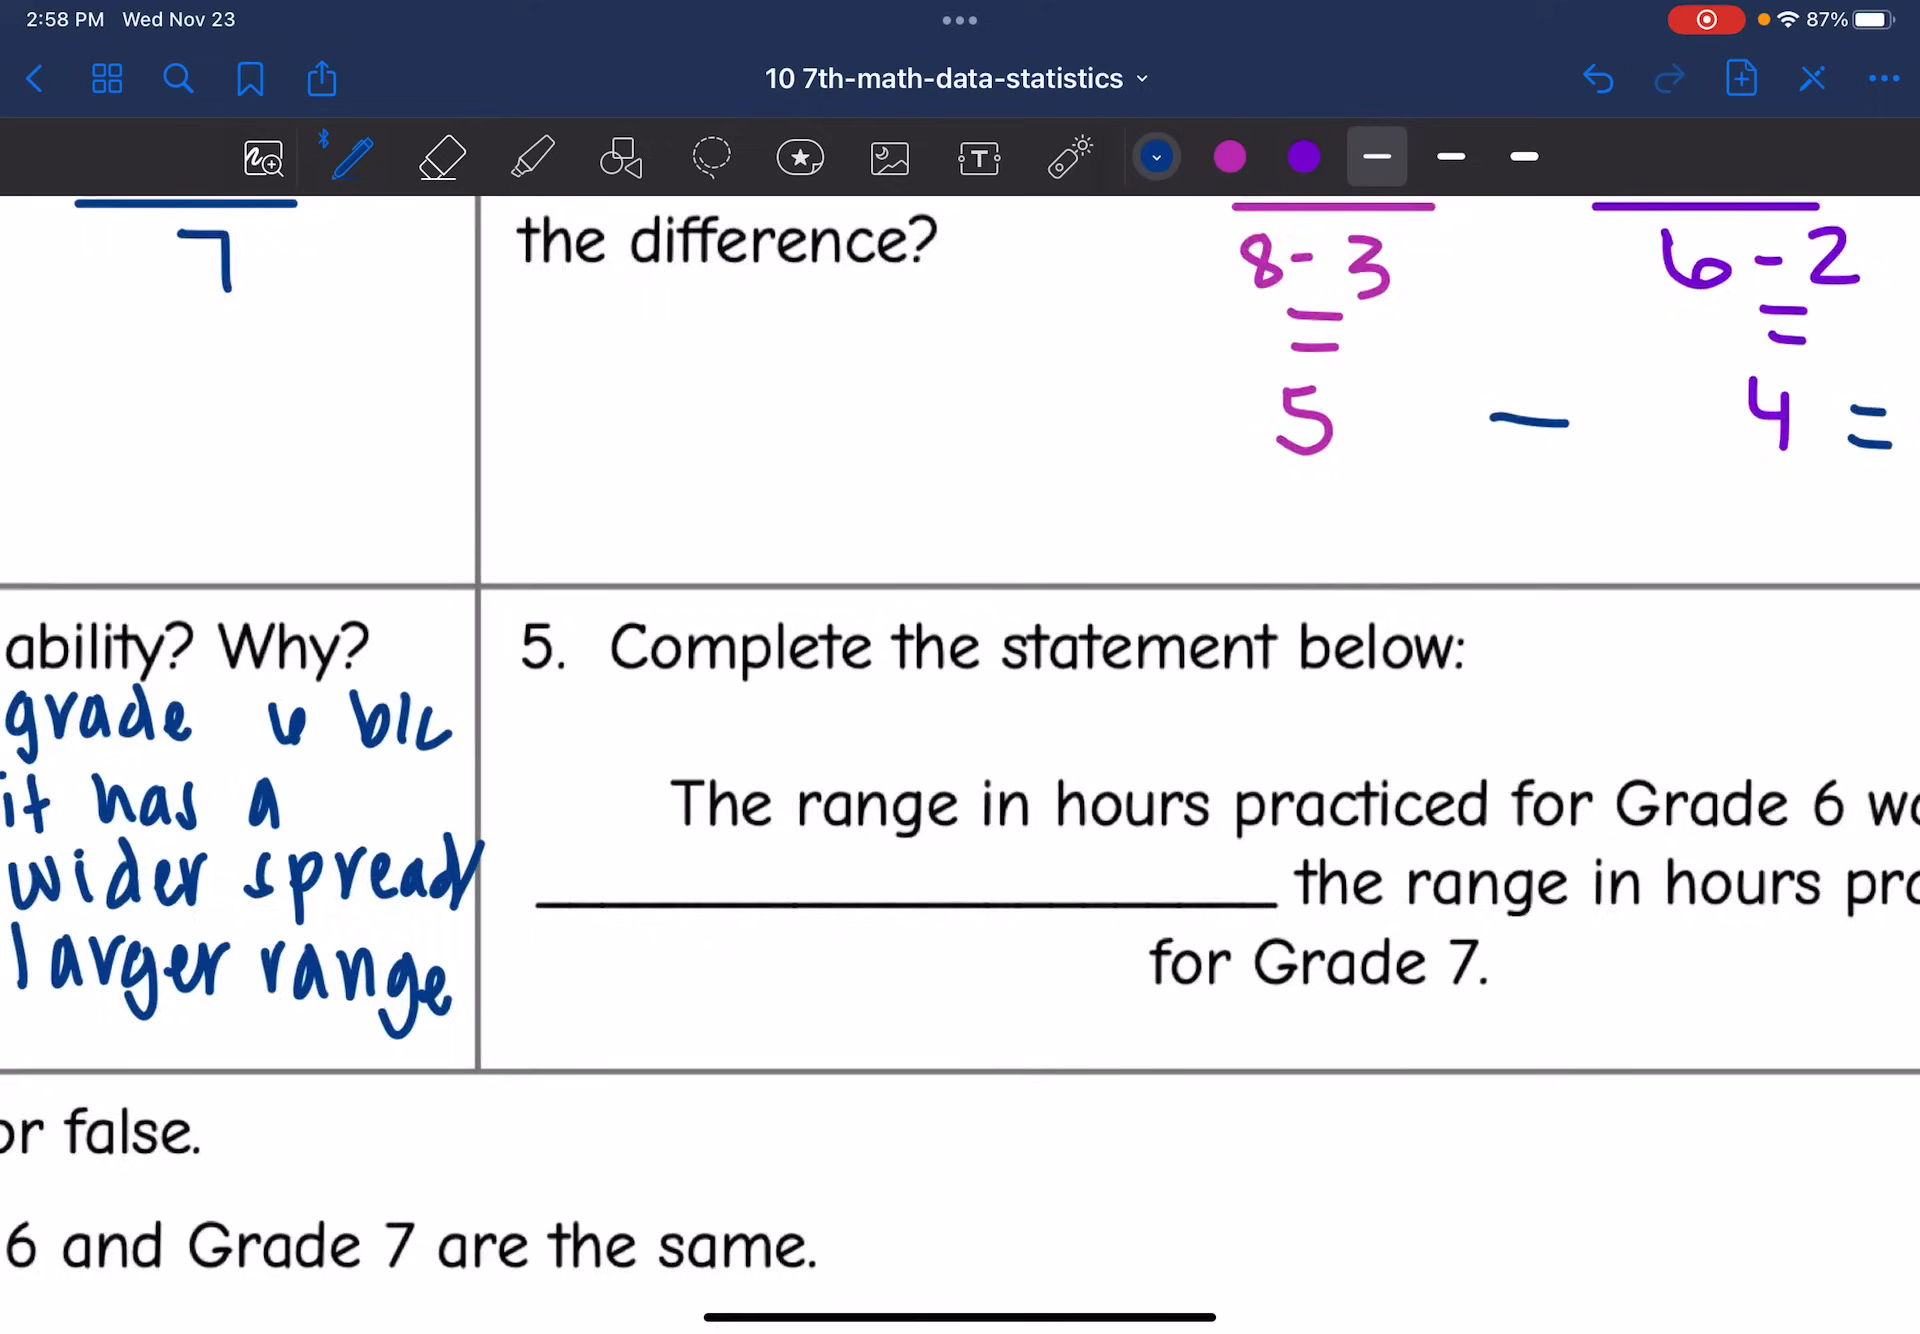 2:58 PM Wed Nov 23
87%
10 7th-math-data-statistics
T
7
the difference?
8 - 3
6 - 2
=
=
5 - 4 =
ability? Why?
grade 6 b/c
it has a
wider spread/
larger range
5. Complete the statement below:
The range in hours practiced for Grade 6 wa
______________ the range in hours pra
for Grade 7.
or false.
6 and Grade 7 are the same.